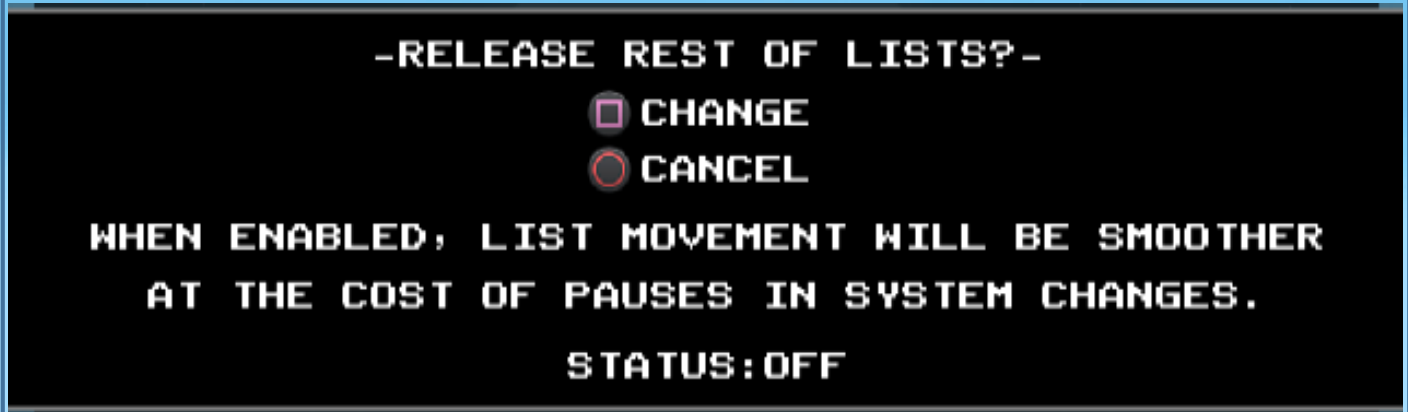 -RELEASE REST OF LISTS?-
CHANGE
CANCEL
WHEN ENABLED, LIST MOVEMENT WILL BE SMOOTHER
AT THE COST OF PAUSES IN SYSTEM CHANGES.
STATUS:OFF